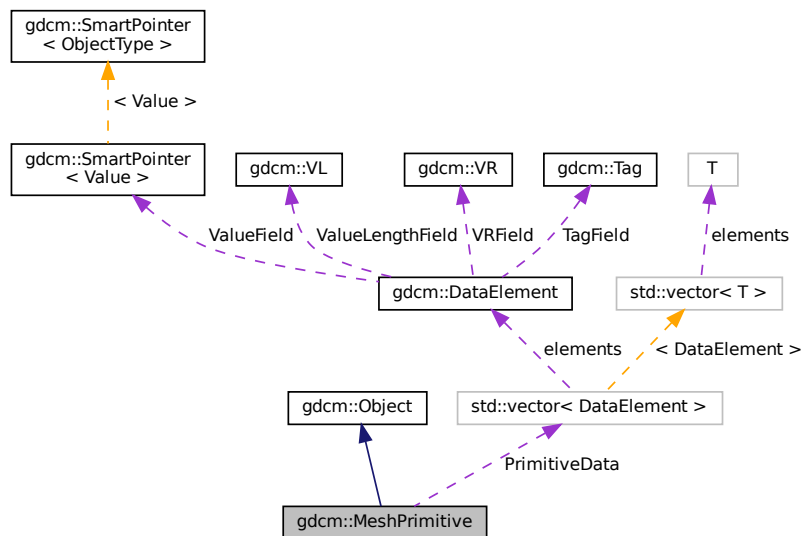 gdcm::SmartPointer
< ObjectType >
< Value >
gdcm::SmartPointer
< Value >
gdcm::VL
gdcm::VR
gdcm::Tag
T
ValueField
ValueLengthField
VRField
TagField
elements
gdcm::DataElement
std::vector< T >
elements
< DataElement >
gdcm::Object
std::vector< DataElement >
PrimitiveData
gdcm::MeshPrimitive